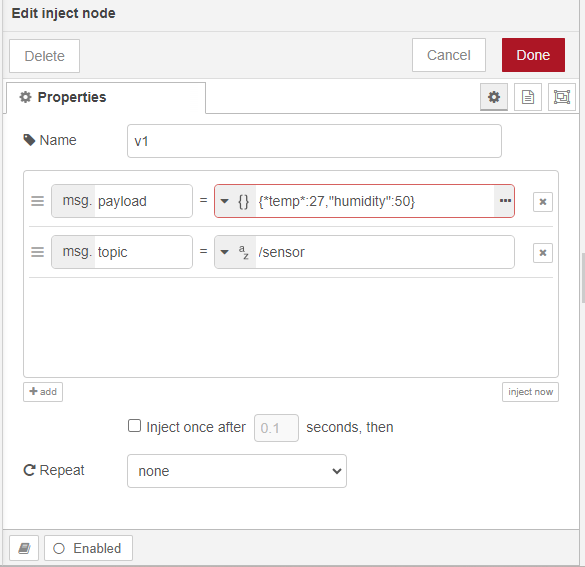 Edit inject node
Delete
Cancel
Done
Properties
Name
v1
msg. payload = {} {*temp*:27,"humidity":50} •••
msg. topic = a z /sensor
+ add
inject now
Inject once after 0.1 seconds, then
Repeat
none
Enabled